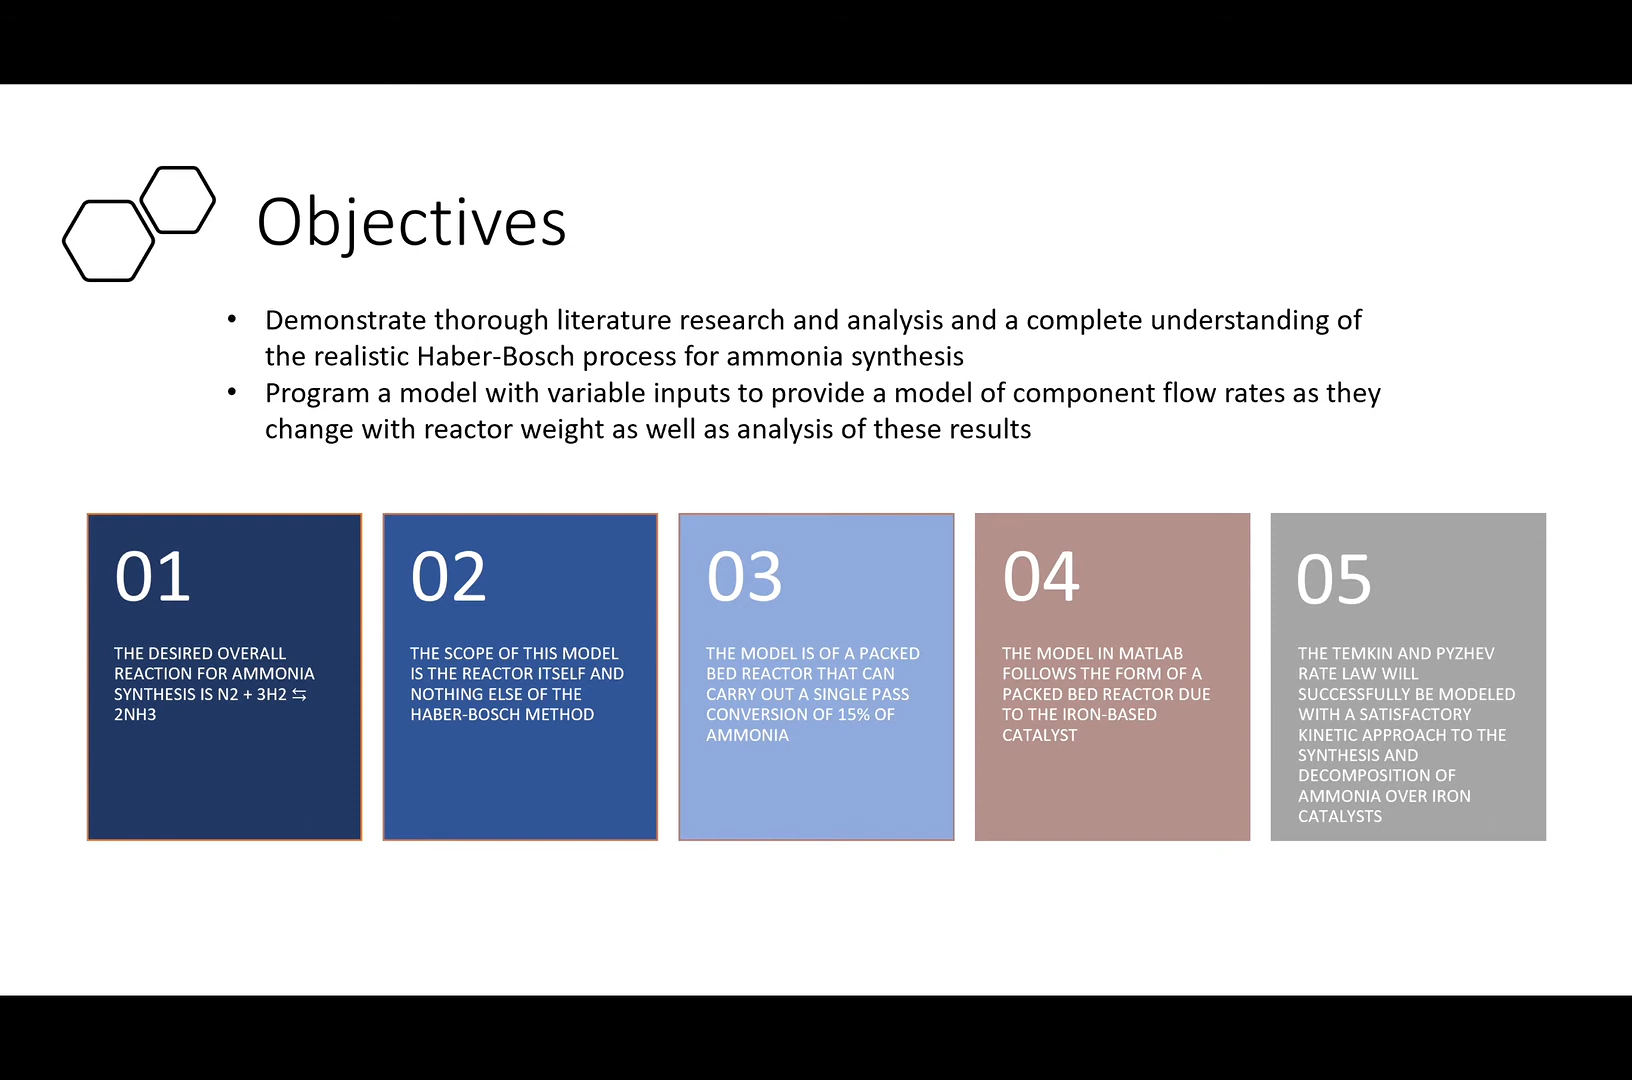 Objectives
• Demonstrate thorough literature research and analysis and a complete understanding of
the realistic Haber-Bosch process for ammonia synthesis
• Program a model with variable inputs to provide a model of component flow rates as they
change with reactor weight as well as analysis of these results
01
THE DESIRED OVERALL
REACTION FOR AMMONIA
SYNTHESIS IS N2 + 3H2 ⇆
2NH3
02
THE SCOPE OF THIS MODEL
IS THE REACTOR ITSELF AND
NOTHING ELSE OF THE
HABER-BOSCH METHOD
03
THE MODEL IS OF A PACKED
BED REACTOR THAT CAN
CARRY OUT A SINGLE PASS
CONVERSION OF 15% OF
AMMONIA
04
THE MODEL IN MATLAB
FOLLOWS THE FORM OF A
PACKED BED REACTOR DUE
TO THE IRON-BASED
CATALYST
05
THE TEMKIN AND PYZHEV
RATE LAW WILL
SUCCESSFULLY BE MODELED
WITH A SATISFACTORY
KINETIC APPROACH TO THE
SYNTHESIS AND
DECOMPOSITION OF
AMMONIA OVER IRON
CATALYSTS